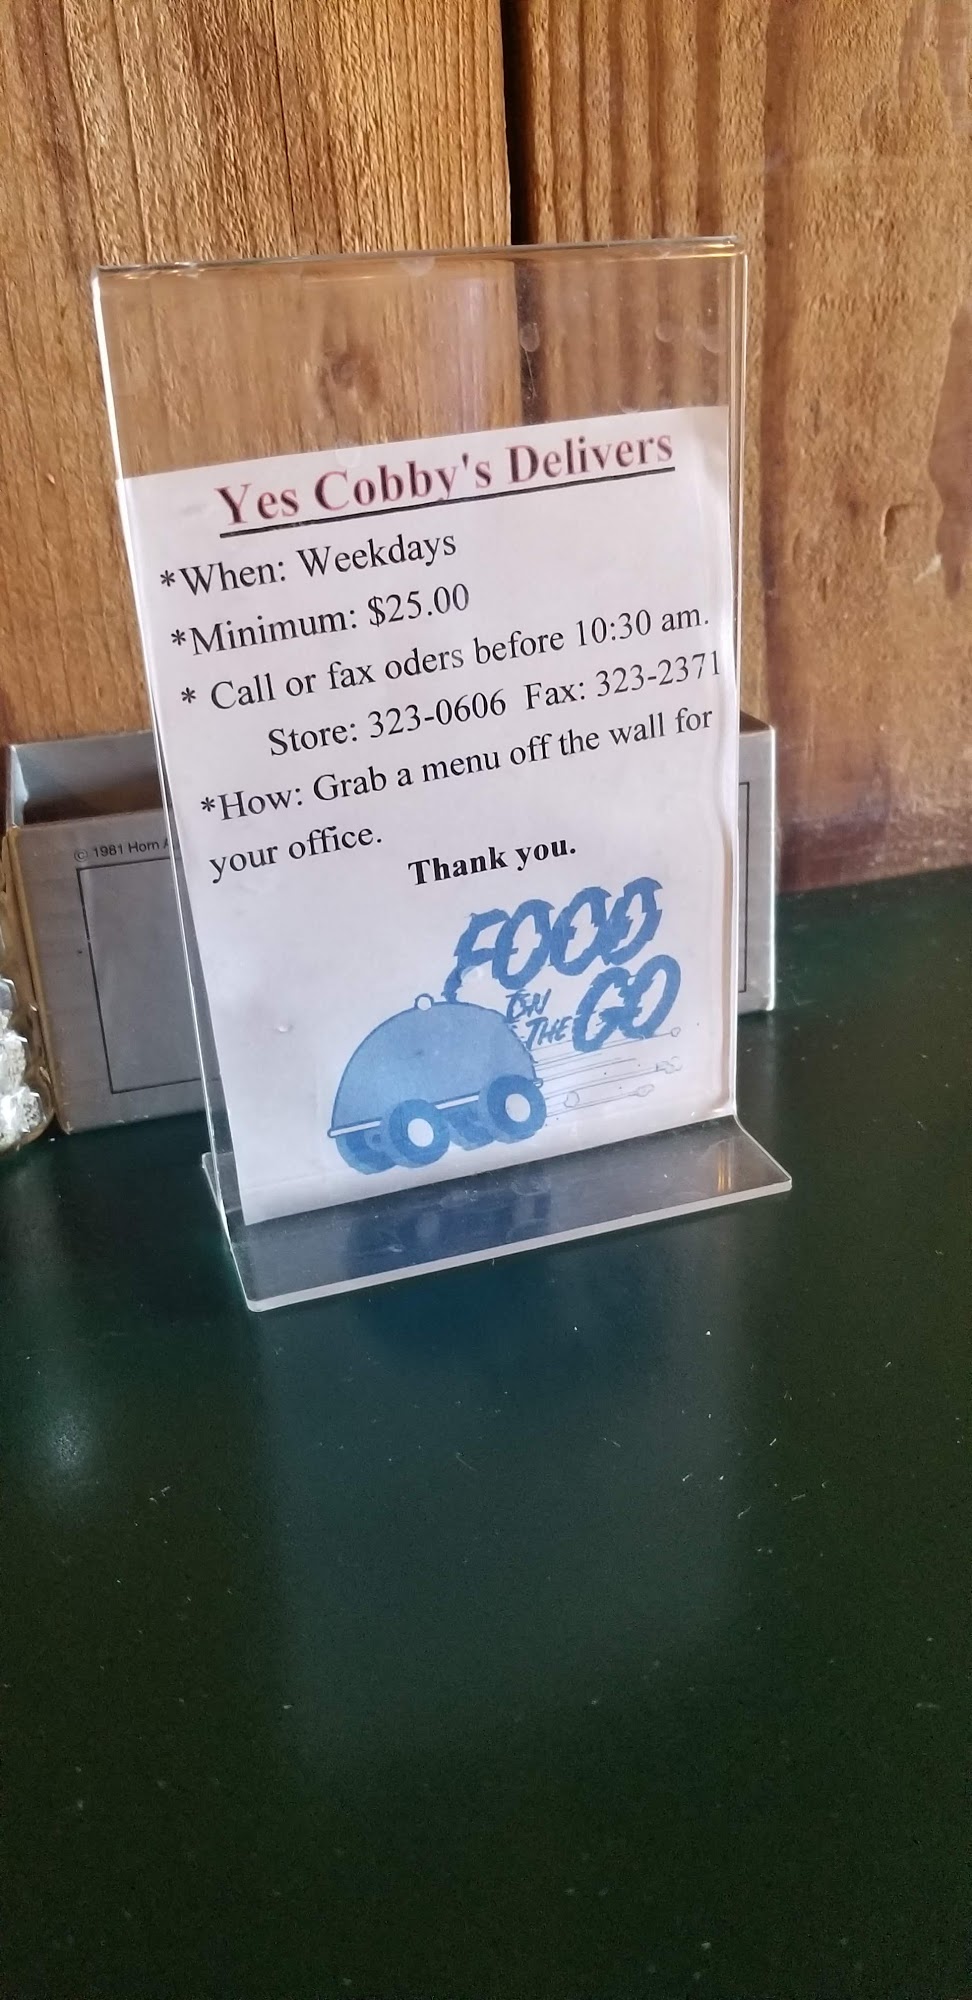 Yes Cobby's Delivers
*When: Weekdays
*Minimum: $25.00
* Call or fax oders before 10:30 am.
Store: 323-0606 Fax: 323-2371
*How: Grab a menu off the wall for
your office.
Thank you.
FOOD
ON
THE GO
© 1981 Horn